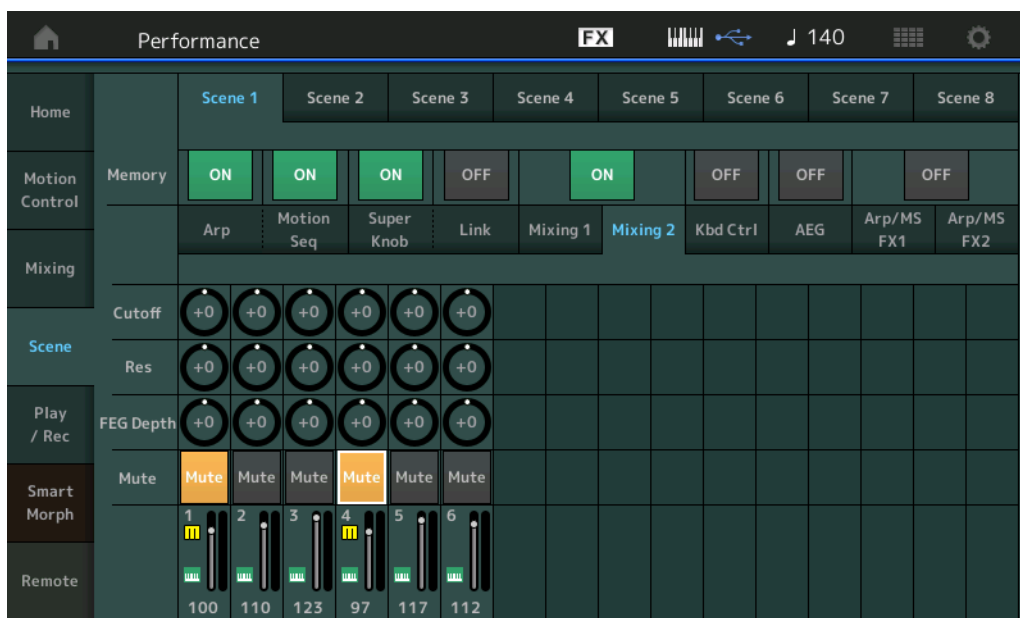 Performance FX 140
Home
Scene 1 Scene 2 Scene 3 Scene 4 Scene 5 Scene 6 Scene 7 Scene 8
Motion
Control
Memory ON ON ON OFF ON OFF OFF OFF
Arp Motion
Seq Super
Knob Link Mixing 1 Mixing 2 Kbd Ctrl AEG Arp/MS
FX1 Arp/MS
FX2
Mixing
Cutoff +0 +0 +0 +0 +0 +0
Scene
Res +0 +0 +0 +0 +0 +0
Play
/ Rec
FEG Depth +0 +0 +0 +0 +0 +0
Mute Mute Mute Mute Mute Mute Mute
Smart
Morph
1 2 3 4 5 6
Remote
100 110 123 97 117 112